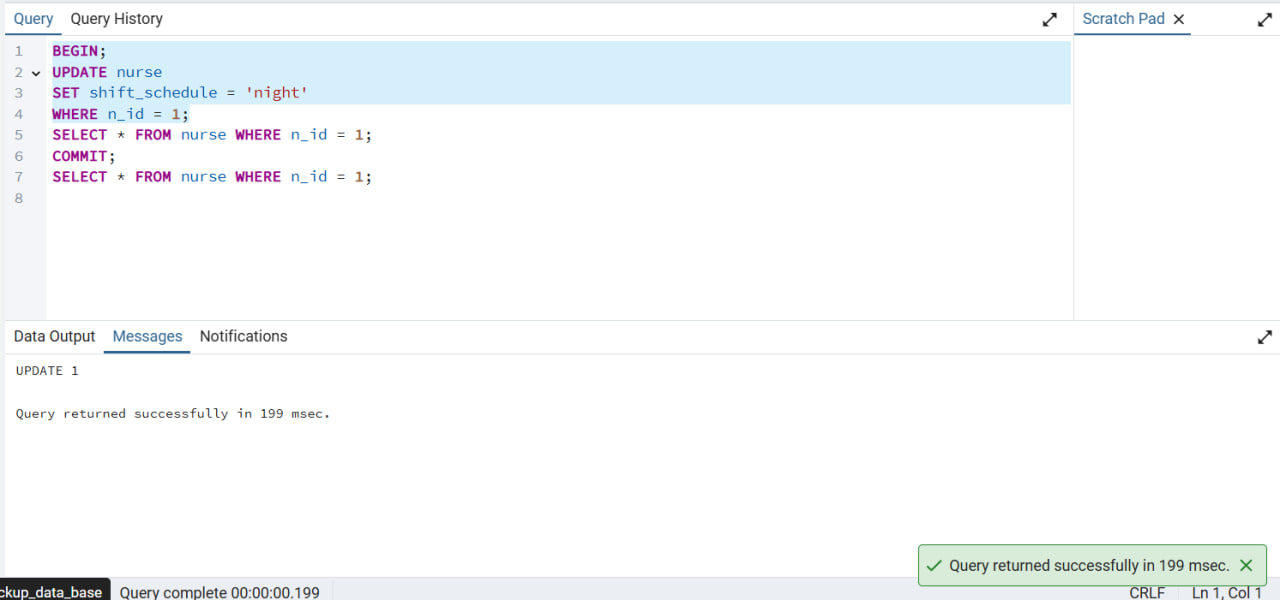 Query Query History Scratch Pad
1 BEGIN;
2 UPDATE nurse
3 SET shift_schedule = 'night'
4 WHERE n_id = 1;
5 SELECT * FROM nurse WHERE n_id = 1;
6 COMMIT;
7 SELECT * FROM nurse WHERE n_id = 1;
8
Data Output Messages Notifications
UPDATE 1
Query returned successfully in 199 msec.
Query returned successfully in 199 msec.
ckup_data_base Query complete 00:00:00.199 CRLF Ln 1, Col 1